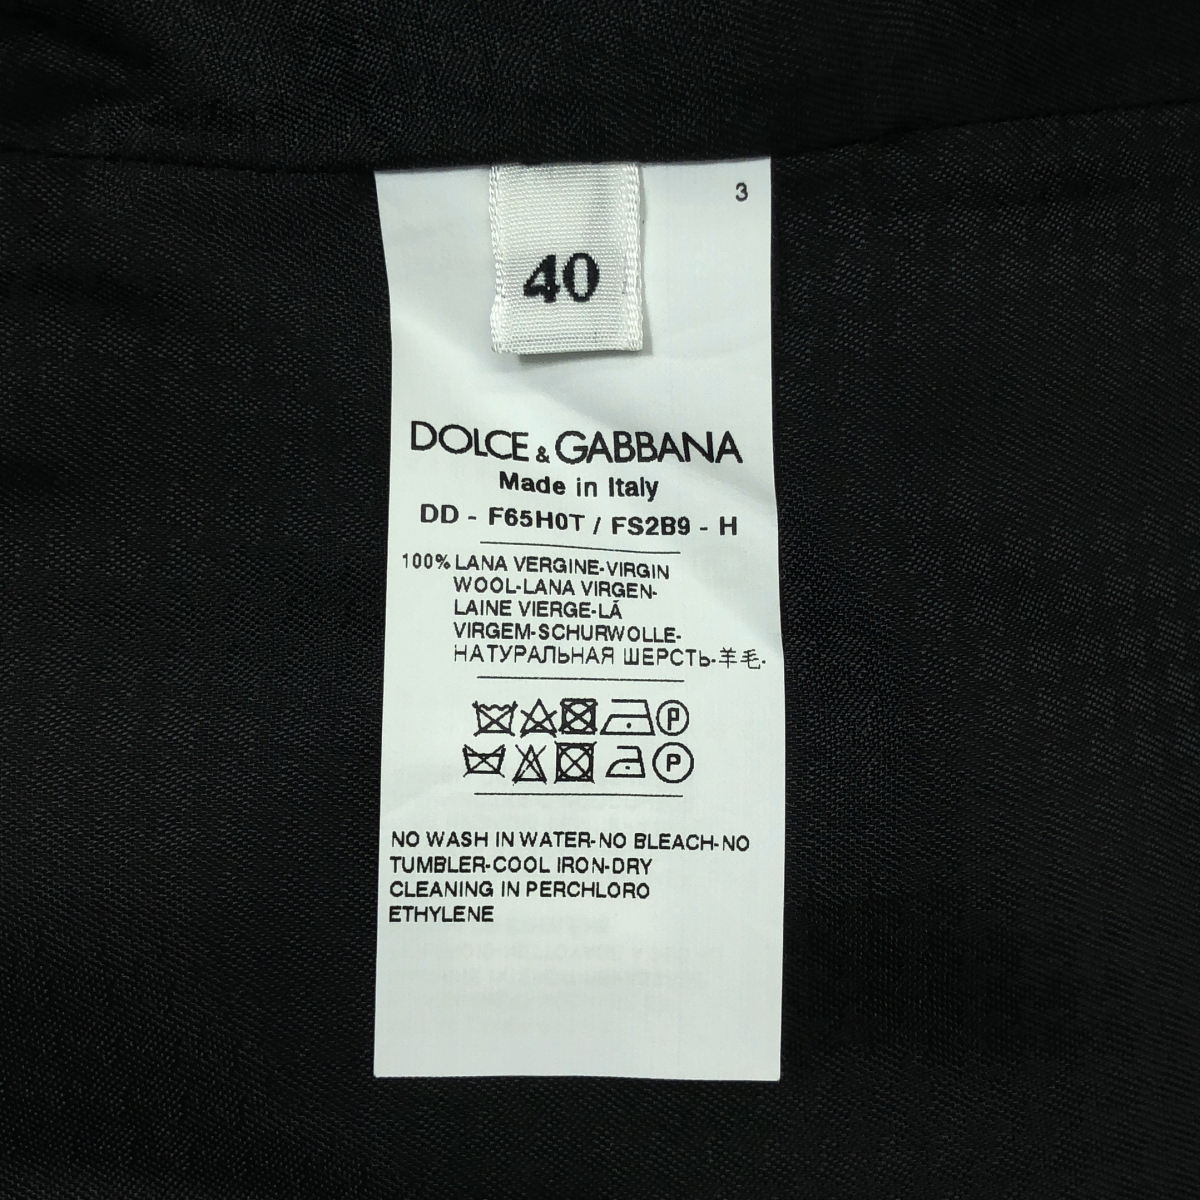 3
40
DOLCE & GABBANA
Made in Italy
DD - F65H0T / FS2B9 - H
100% LANA VERGINE-VIRGIN
WOOL-LANA VIRGEN-
LAINE VIERGE-LÃ
VIRGEM-SCHURWOLLE-
НАТУРАЛЬНАЯ ШЕРСТЬ-羊毛-
P
P
NO WASH IN WATER-NO BLEACH-NO
TUMBLER-COOL IRON-DRY
CLEANING IN PERCHLORO
ETHYLENE